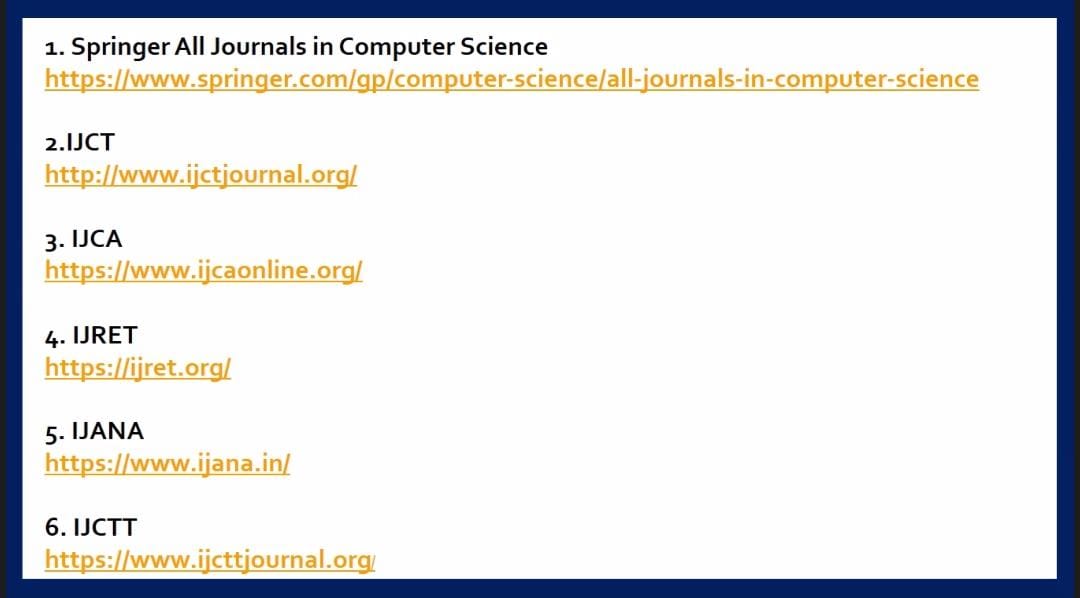 1. Springer All Journals in Computer Science
https://www.springer.com/gp/computer-science/all-journals-in-computer-science
2.IJCT
http://www.ijctjournal.org/
3. IJCA
https://www.ijcaonline.org/
4. IJRET
https://ijret.org/
5. IJANA
https://www.ijana.in/
6. IJCTT
https://www.ijcttjournal.org/